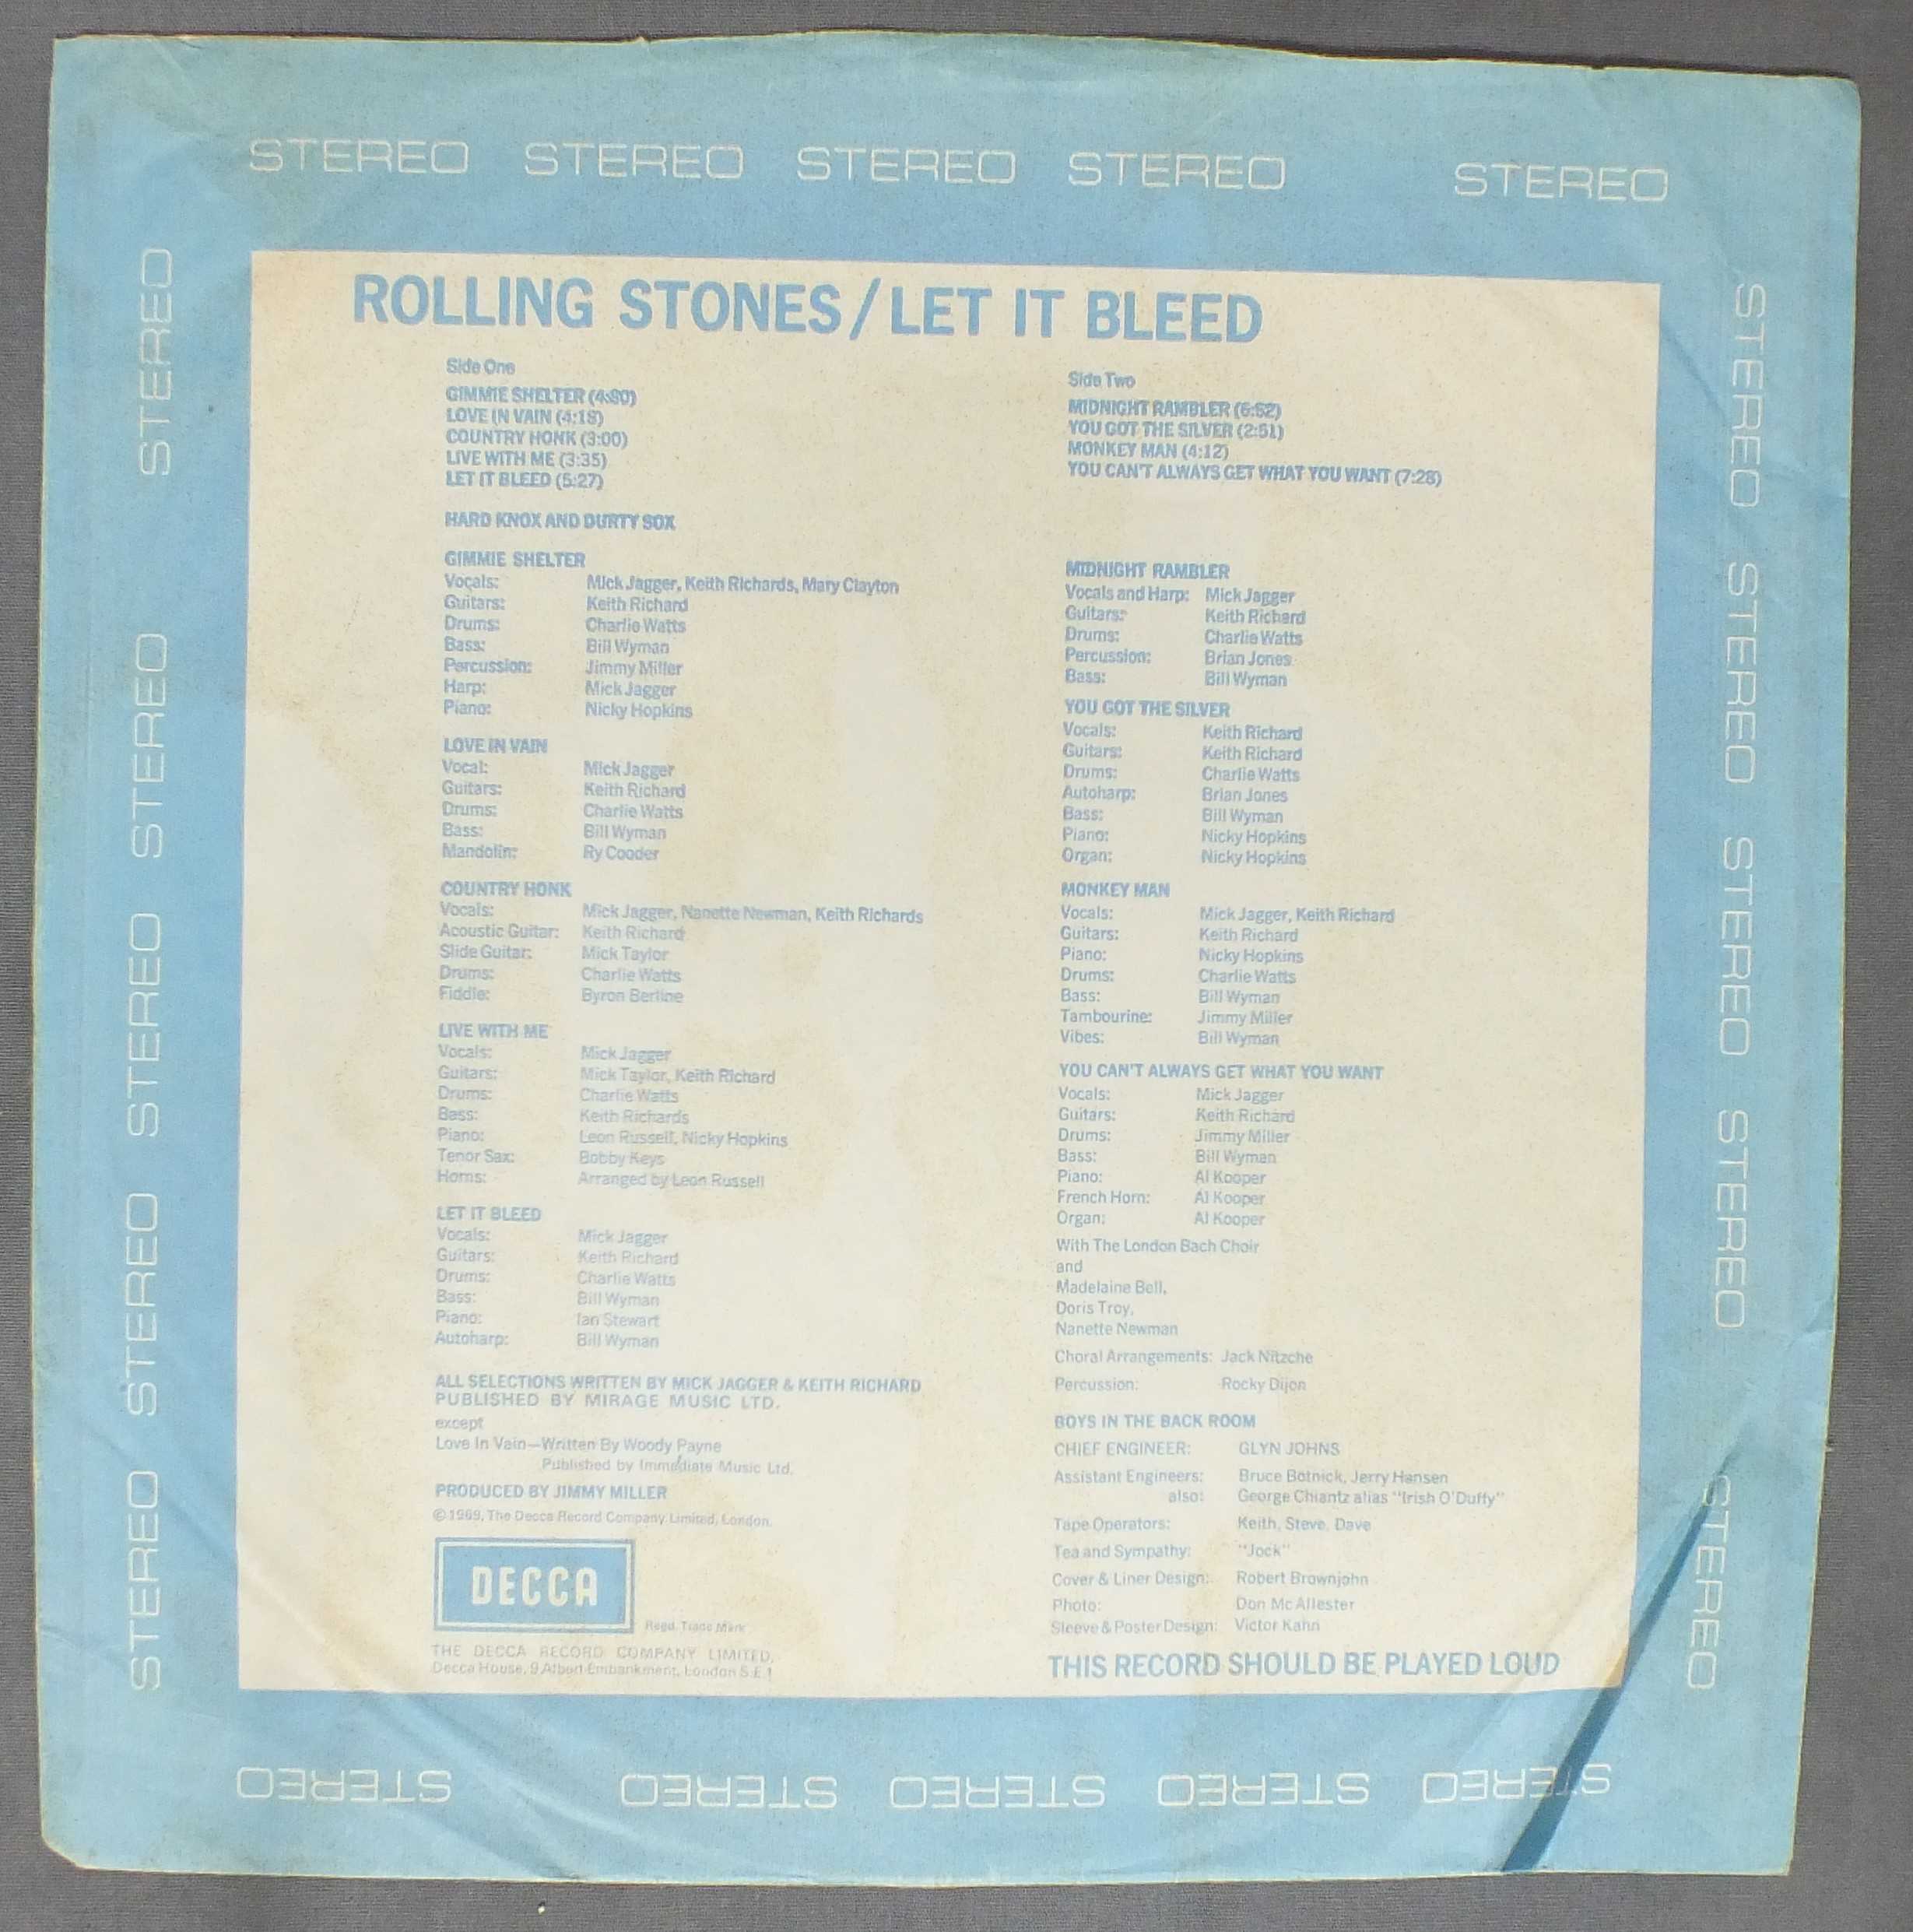 STEREO STEREO STEREO STEREO STEREO
ROLLING STONES/LET IT BLEED
Side One
GIMMIE SHELTER
LOVE IN VAIN (4:18)
COUNTRY HONK (3:00)
LIVE WITH ME (3:35)
LET IT BLEED (5:27)
HARD KNOX AND DURTY SOX
GIMMIE SHELTER
Vocals: Mick Jagger, Keith Richards, Mary Clayton
Guitars: Keith Richard
Drums: Charlie Watts
Bass: Bill Wyman
Percussion: Jimmy Miller
Harp: Mick Jagger
Piano: Nicky Hopkins
LOVE IN VAIN
Vocal: Mick Jagger
Guitars: Keith Richard
Drums: Charlie Watts
Bass: Bill Wyman
Mandolin: Ry Cooder
COUNTRY HONK
Vocals: Mick Jagger, Nanette Newman, Keith Richards
Acoustic Guitar: Keith Richard
Slide Guitar: Mick Taylor
Drums: Charlie Watts
Fiddle: Byron Berline
LIVE WITH ME
Vocals: Mick Jagger
Guitars: Mick Taylor, Keith Richard
Drums: Charlie Watts
Bass: Keith Richards
Piano: Leon Russell, Nicky Hopkins
Tenor Sax: Bobby Keys
Horns: Arranged by Leon Russell
LET IT BLEED
Vocals: Mick Jagger
Guitars: Keith Richard
Drums: Charlie Watts
Bass: Bill Wyman
Piano: Ian Stewart
Autoharp: Bill Wyman
ALL SELECTIONS WRITTEN BY MICK JAGGER & KEITH RICHARD
PUBLISHED BY MIRAGE MUSIC LTD.
except
Love In Vain—Written By Woody Payne
Published by Immediate Music Ltd.
PRODUCED BY JIMMY MILLER
© 1969, The Decca Record Company Limited, London.
DECCA
Regd. Trade Mark
THE DECCA RECORD COMPANY LIMITED,
Decca House, 9 Albert Embankment, London S.E.1
Side Two
MIDNIGHT RAMBLER (6:52)
YOU GOT THE SILVER (2:51)
MONKEY MAN (4:12)
YOU CAN'T ALWAYS GET WHAT YOU WANT (7:28)
MIDNIGHT RAMBLER
Vocals and Harp: Mick Jagger
Guitars: Keith Richard
Drums: Charlie Watts
Percussion: Brian Jones
Bass: Bill Wyman
YOU GOT THE SILVER
Vocals: Keith Richard
Guitars: Keith Richard
Drums: Charlie Watts
Autoharp: Brian Jones
Bass: Bill Wyman
Piano: Nicky Hopkins
Organ: Nicky Hopkins
MONKEY MAN
Vocals: Mick Jagger, Keith Richard
Guitars: Keith Richard
Piano: Nicky Hopkins
Drums: Charlie Watts
Bass: Bill Wyman
Tambourine: Jimmy Miller
Vibes: Bill Wyman
YOU CAN'T ALWAYS GET WHAT YOU WANT
Vocals: Mick Jagger
Guitars: Keith Richard
Drums: Jimmy Miller
Bass: Bill Wyman
Piano: Al Kooper
French Horn: Al Kooper
Organ: Al Kooper
With The London Bach Choir
and
Madelaine Bell,
Doris Troy,
Nanette Newman
Choral Arrangements: Jack Nitzche
Percussion: Rocky Dijon
BOYS IN THE BACK ROOM
CHIEF ENGINEER: GLYN JOHNS
Assistant Engineers: Bruce Botnick, Jerry Hansen
also: George Chiantz alias "Irish O'Duffy"
Tape Operators: Keith, Steve, Dave
Tea and Sympathy: "Jock"
Cover & Liner Design: Robert Brownjohn
Photo: Don McAllester
Sleeve & Poster Design: Victor Kahn
THIS RECORD SHOULD BE PLAYED LOUD
STEREO STEREO STEREO STEREO STEREO
STEREO STEREO STEREO STEREO STEREO
STEREO STEREO STEREO STEREO STEREO